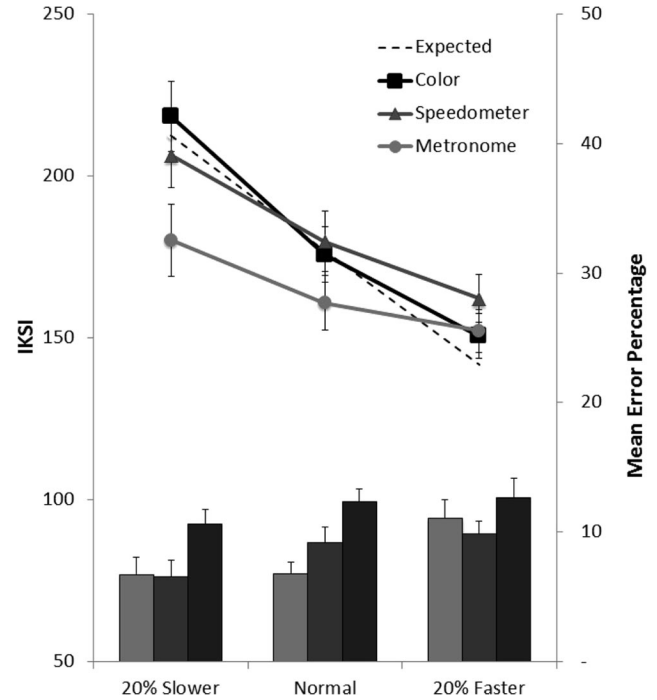 250
200
150
100
50
IKSI
50
40
30
20
10
-
Mean Error Percentage
Expected
Color
Speedometer
Metronome
20% Slower
Normal
20% Faster